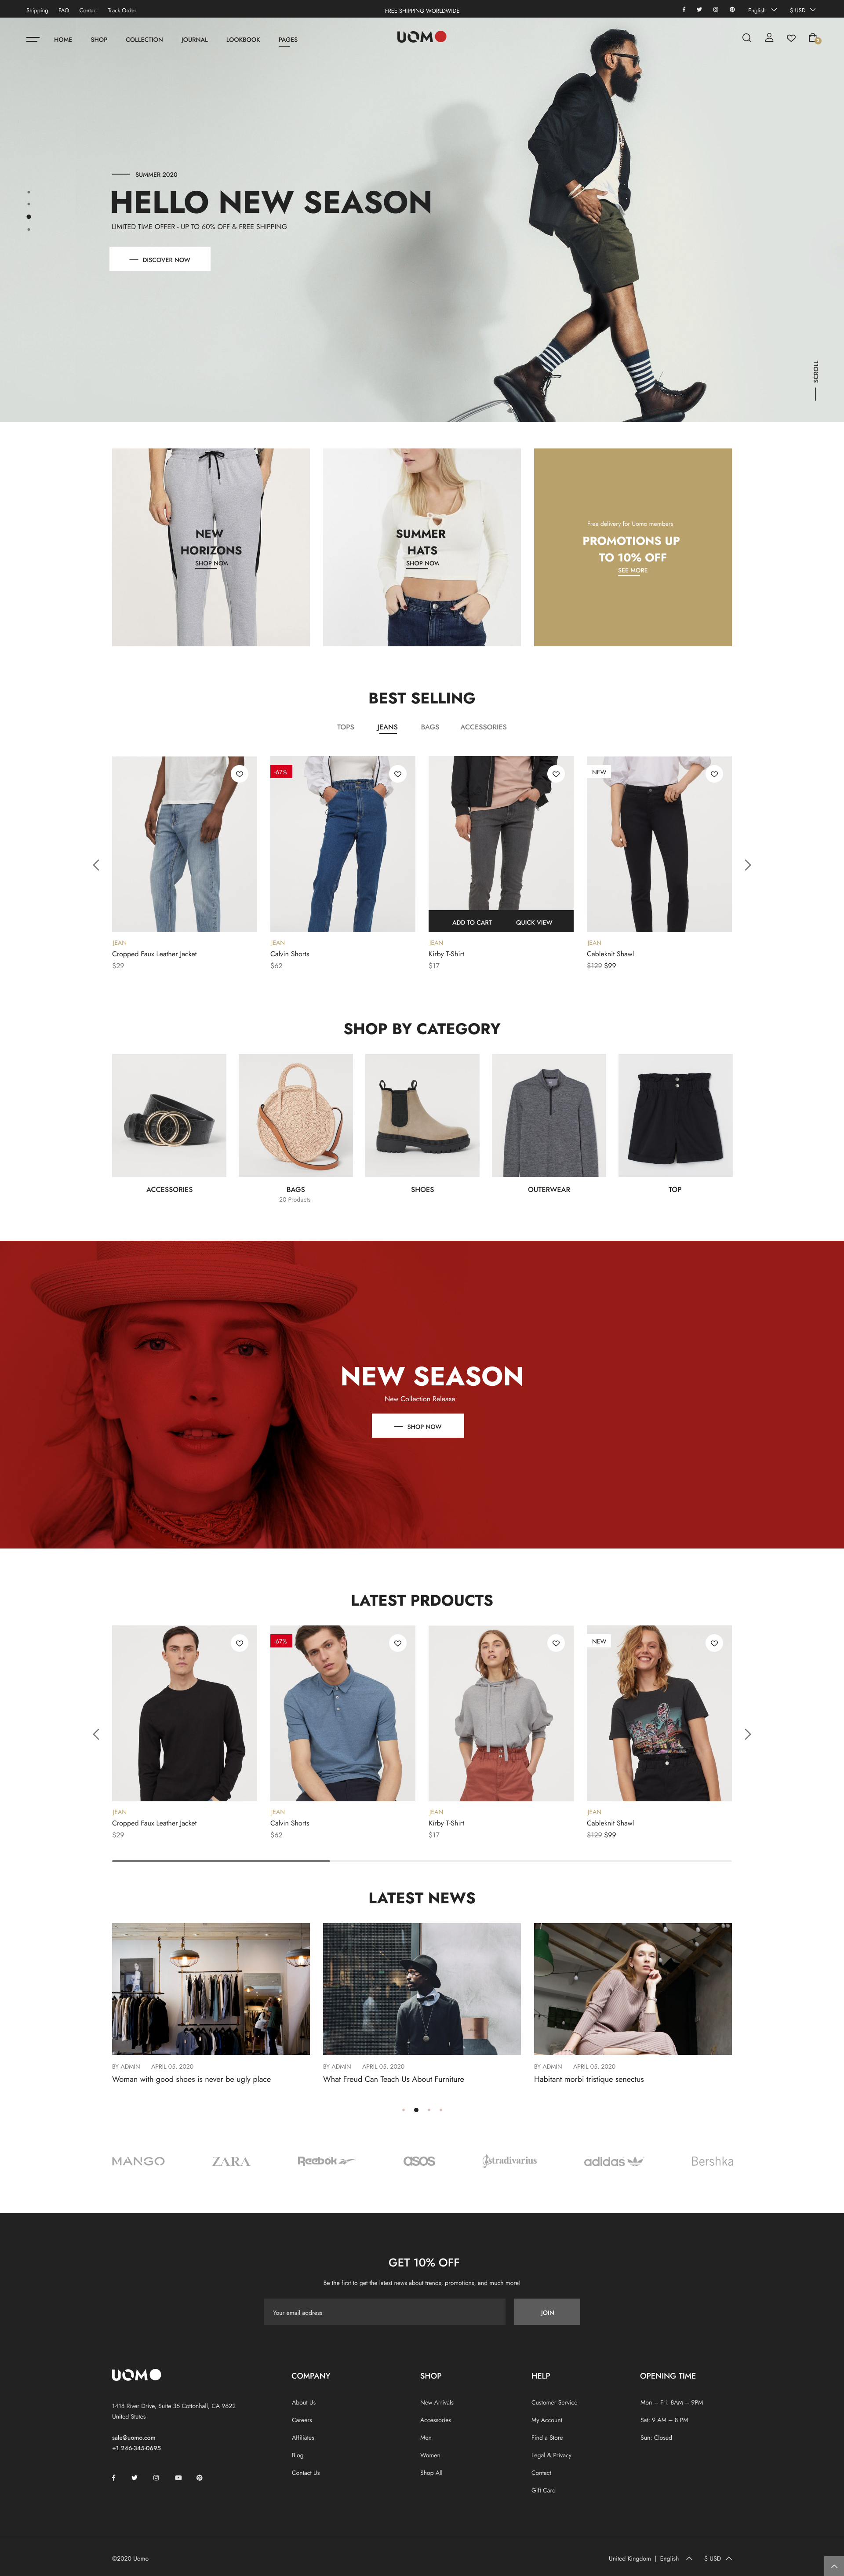 Shipping FAQ Contact Track Order FREE SHIPPING WORLDWIDE English $ USD
HOME SHOP COLLECTION JOURNAL LOOKBOOK PAGES UOMO
SUMMER 2020
HELLO NEW SEASON
LIMITED TIME OFFER - UP TO 60% OFF & FREE SHIPPING
DISCOVER NOW
SCROLL
NEW
HORIZONS
SHOP NOW
SUMMER
HATS
SHOP NOW
Free delivery for Uomo members
PROMOTIONS UP
TO 10% OFF
SEE MORE
BEST SELLING
TOPS JEANS BAGS ACCESSORIES
-67% NEW
ADD TO CART QUICK VIEW
JEAN JEAN JEAN JEAN
Cropped Faux Leather Jacket Calvin Shorts Kirby T-Shirt Cableknit Shawl
$29 $62 $17 $129 $99
SHOP BY CATEGORY
ACCESSORIES BAGS SHOES OUTERWEAR TOP
20 Products
NEW SEASON
New Collection Release
SHOP NOW
LATEST PRDOUCTS
-67% NEW
JEAN JEAN JEAN JEAN
Cropped Faux Leather Jacket Calvin Shorts Kirby T-Shirt Cableknit Shawl
$29 $62 $17 $129 $99
LATEST NEWS
BY ADMIN APRIL 05, 2020 BY ADMIN APRIL 05, 2020 BY ADMIN APRIL 05, 2020
Woman with good shoes is never be ugly place What Freud Can Teach Us About Furniture Habitant morbi tristique senectus
MANGO ZARA Reebok asos Stradivarius adidas Bershka
GET 10% OFF
Be the first to get the latest news about trends, promotions, and much more!
Your email address JOIN
UOMO
1418 River Drive, Suite 35 Cottonhall, CA 9622
United States
sale@uomo.com
+1 246-345-0695
COMPANY
About Us
Careers
Affiliates
Blog
Contact Us
SHOP
New Arrivals
Accessories
Men
Women
Shop All
HELP
Customer Service
My Account
Find a Store
Legal & Privacy
Contact
Gift Card
OPENING TIME
Mon – Fri: 8AM – 9PM
Sat: 9 AM – 8 PM
Sun: Closed
©2020 Uomo United Kingdom | English $ USD